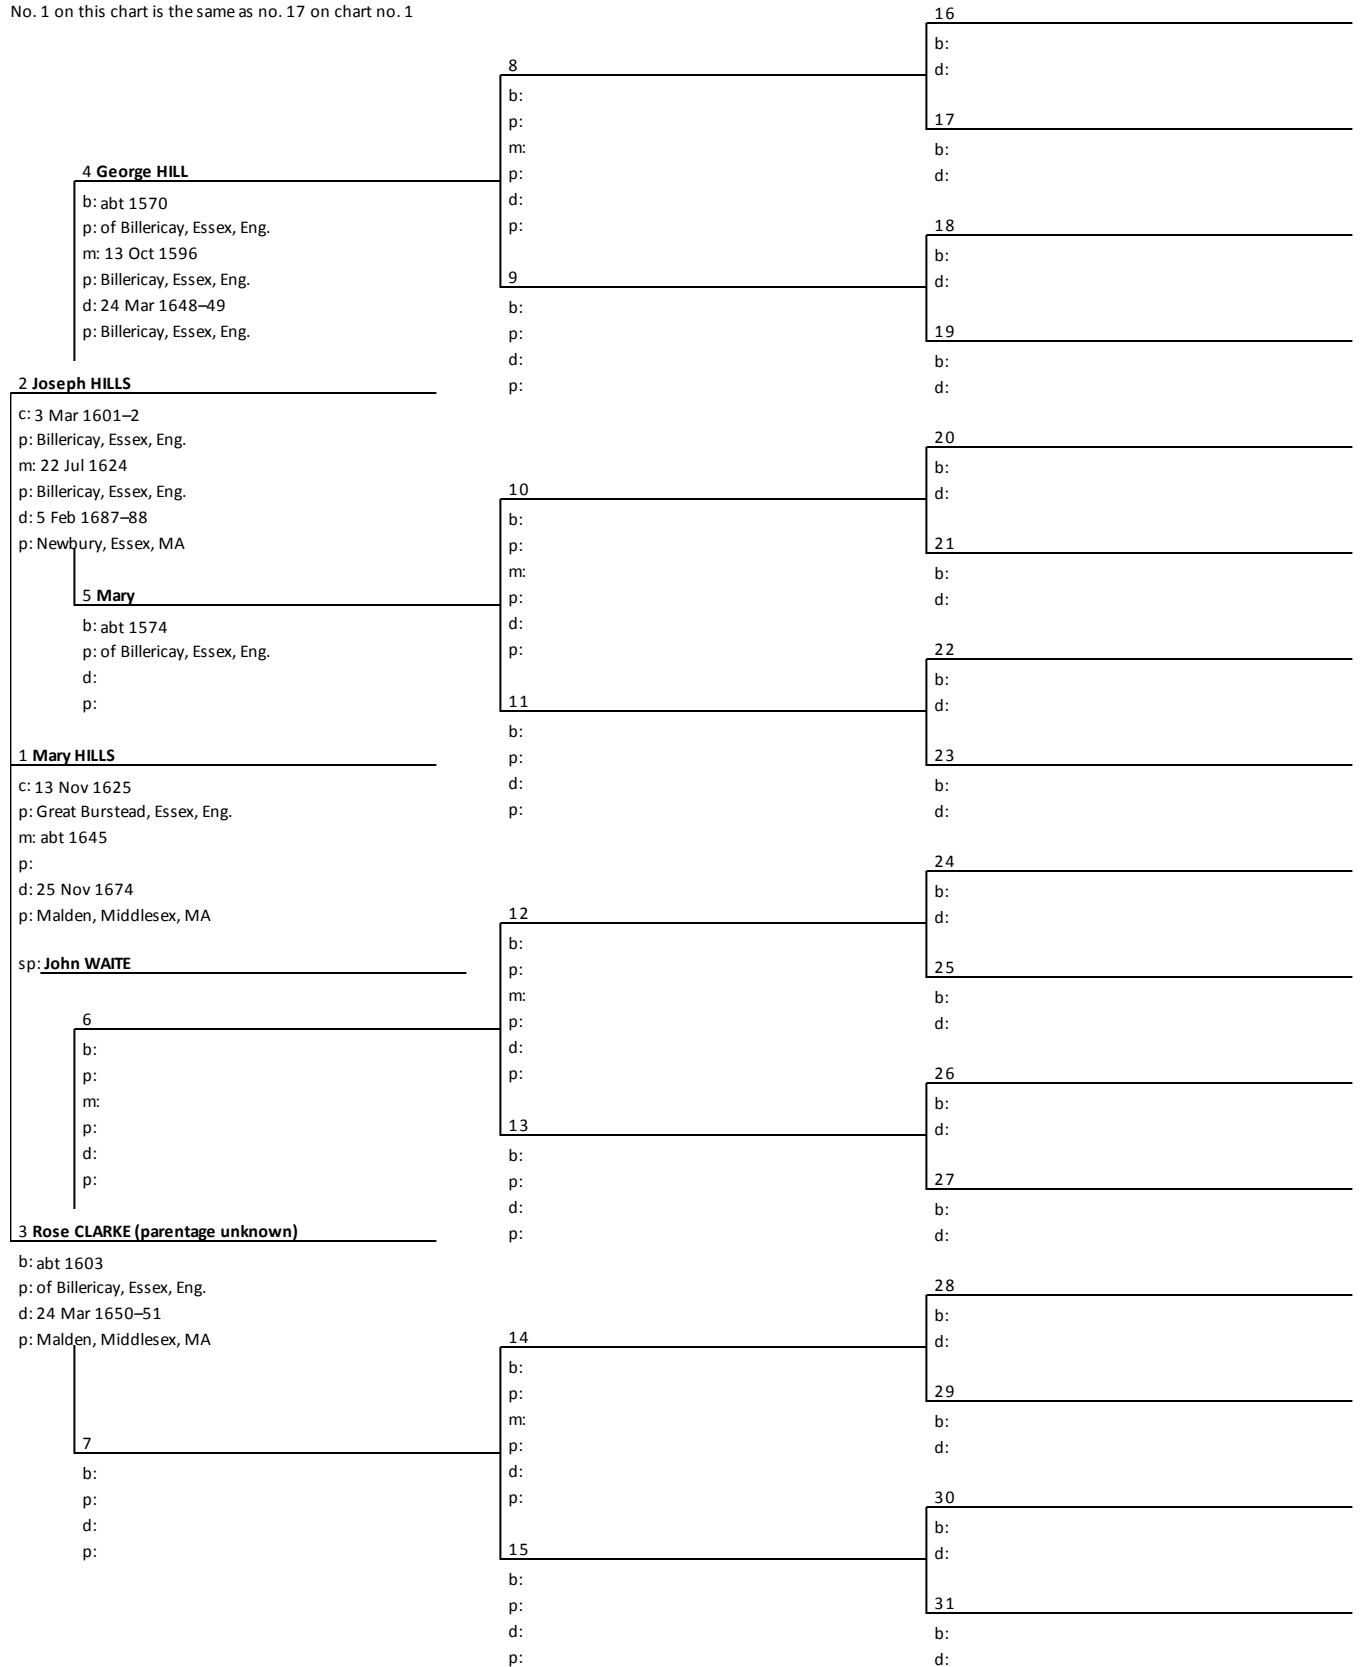 No. 1 on this chart is the same as no. 17 on chart no. 1
4 George HILL
b: abt 1570
p: of Billericay, Essex, Eng.
m: 13 Oct 1596
p: Billericay, Essex, Eng.
d: 24 Mar 1648–49
p: Billericay, Essex, Eng.
2 Joseph HILLS
c: 3 Mar 1601–2
p: Billericay, Essex, Eng.
m: 22 Jul 1624
p: Billericay, Essex, Eng.
d: 5 Feb 1687–88
p: Newbury, Essex, MA
5 Mary
b: abt 1574
p: of Billericay, Essex, Eng.
d:
p:
1 Mary HILLS
c: 13 Nov 1625
p: Great Burstead, Essex, Eng.
m: abt 1645
p:
d: 25 Nov 1674
p: Malden, Middlesex, MA
sp: John WAITE
6
b:
p:
m:
p:
d:
p:
3 Rose CLARKE (parentage unknown)
b: abt 1603
p: of Billericay, Essex, Eng.
d: 24 Mar 1650–51
p: Malden, Middlesex, MA
7
b:
p:
d:
p:
8
b:
p:
m:
p:
d:
p:
9
b:
p:
d:
p:
10
b:
p:
m:
p:
d:
p:
11
b:
p:
d:
p:
12
b:
p:
m:
p:
d:
p:
13
b:
p:
d:
p:
14
b:
p:
m:
p:
d:
p:
15
b:
p:
d:
p:
16
b:
d:
17
b:
d:
18
b:
d:
19
b:
d:
20
b:
d:
21
b:
d:
22
b:
d:
23
b:
d:
24
b:
d:
25
b:
d:
26
b:
d:
27
b:
d:
28
b:
d:
29
b:
d:
30
b:
d:
31
b:
d: